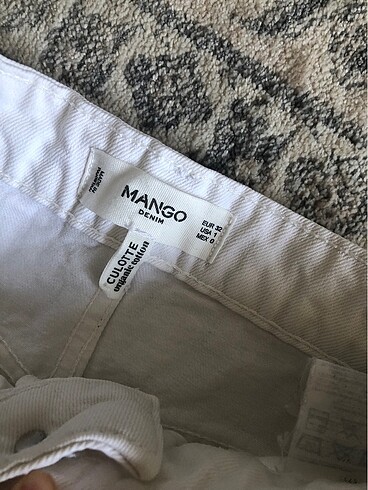 MANGO
DENIM
EUR 32
USA 1
MEX 0
CULOTTE
organic cotton